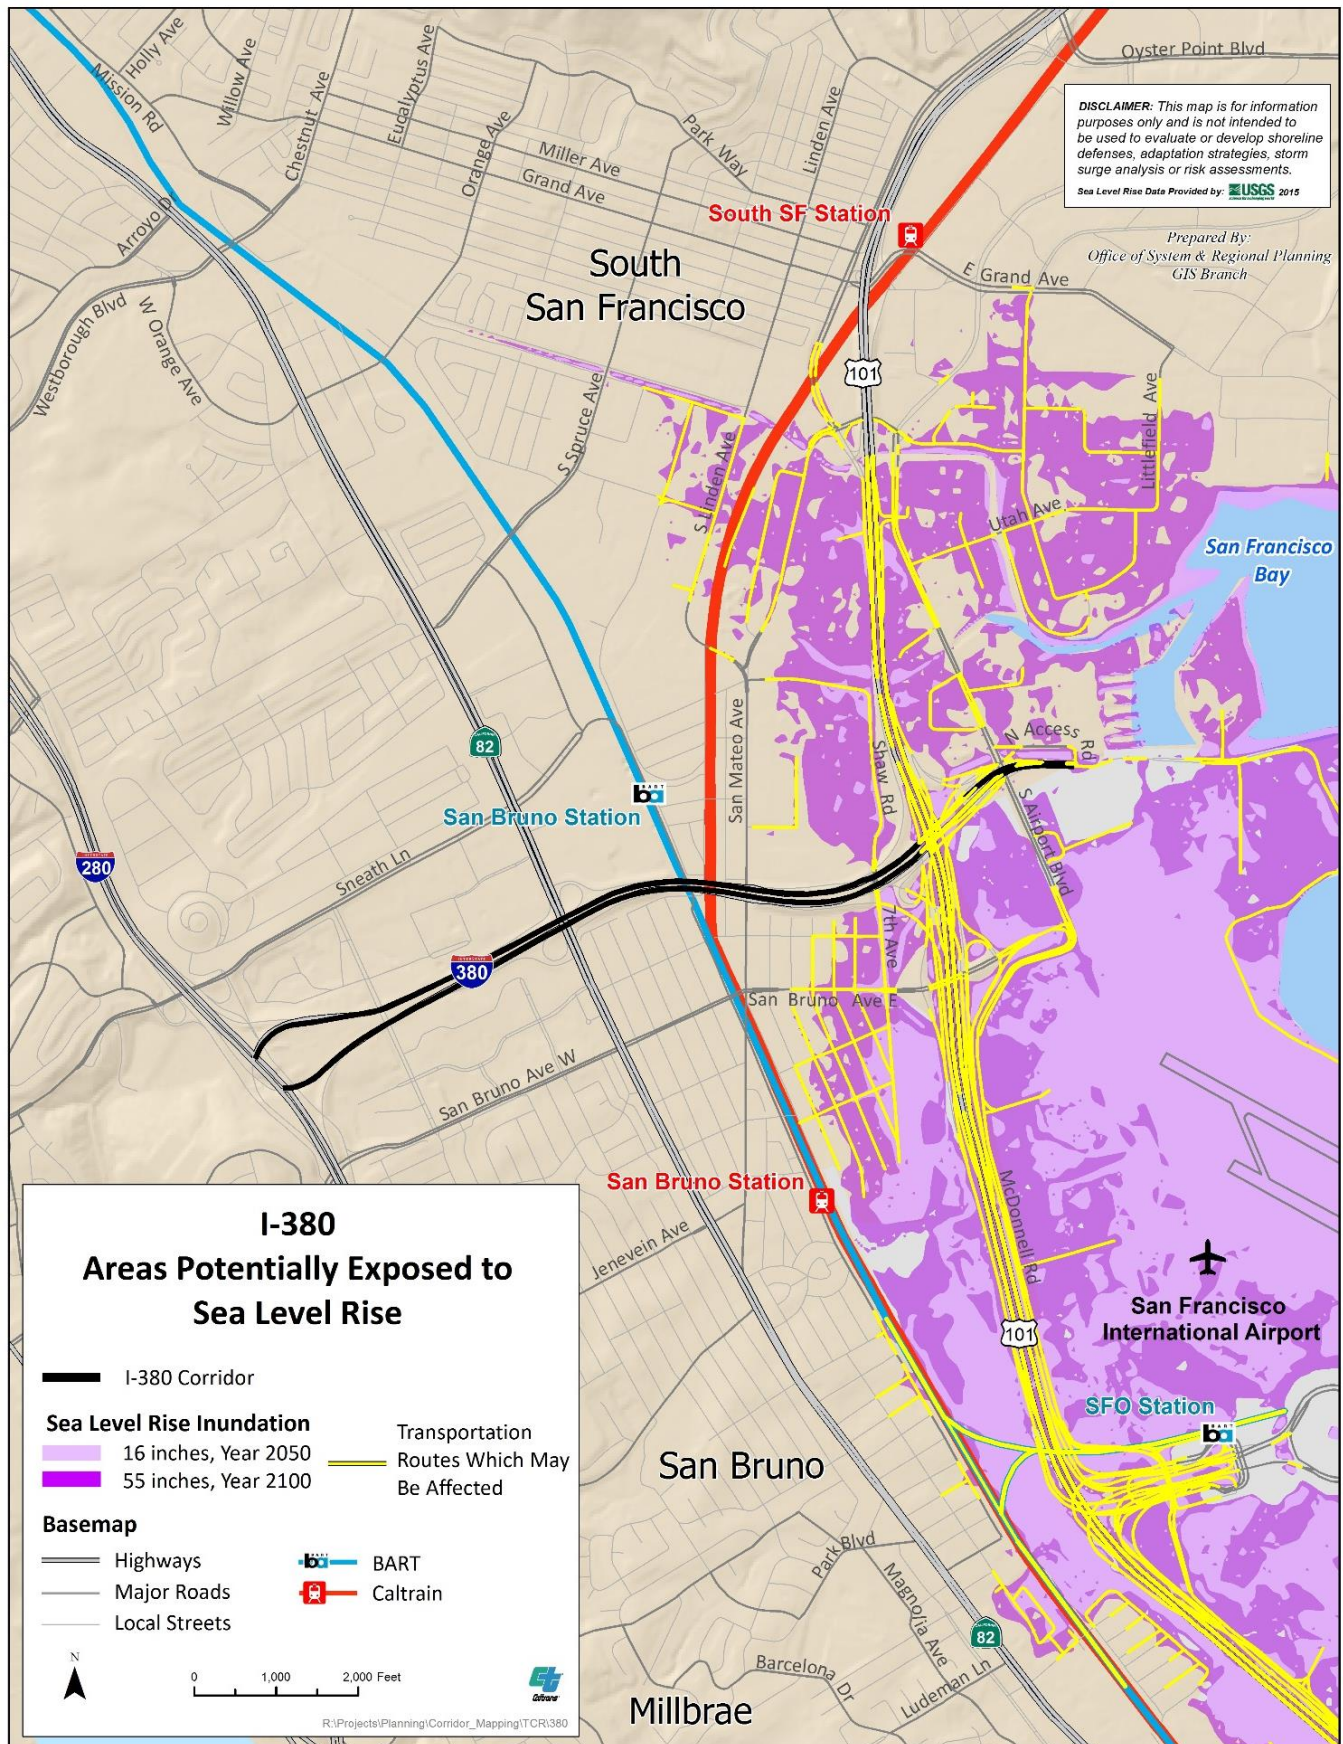 Oyster Point Blvd
Holly Ave
Mission Rd
Willow Ave
Chestnut Ave
Eucalyptus Ave
Orange Ave
Miller Ave
Grand Ave
Park Way
Linden Ave
DISCLAIMER: This map is for information
purposes only and is not intended to
be used to evaluate or develop shoreline
defenses, adaptation strategies, storm
surge analysis or risk assessments.
Sea Level Rise Data Provided by: USGS 2015
Prepared By:
Office of System & Regional Planning
GIS Branch
South SF Station
E Grand Ave
Arroyo D
Westborough Blvd
W Orange Ave
South
San Francisco
101
Littlefield Ave
S Spruce Ave
S Linden Ave
Utah Ave
San Francisco
Bay
82
San Mateo Ave
Shaw Rd
N Access Rd
S Airport Blvd
BART
ba
San Bruno Station
280
Sneath Ln
380
7th Ave
San Bruno Ave E
San Bruno Ave W
San Bruno Station
McDonnell Rd
Jenevein Ave
San Francisco
International Airport
101
SFO Station
BART
ba
San Bruno
Park Blvd
Magnolia Ave
82
Barcelona Dr
Ludeman Ln
Millbrae
I-380
Areas Potentially Exposed to
Sea Level Rise
I-380 Corridor
Sea Level Rise Inundation
16 inches, Year 2050
55 inches, Year 2100
Transportation
Routes Which May
Be Affected
Basemap
Highways
Major Roads
Local Streets
BART
ba
BART
Caltrain
N
0 1,000 2,000 Feet
Caltrans
R:\Projects\Planning\Corridor_Mapping\TCR\380